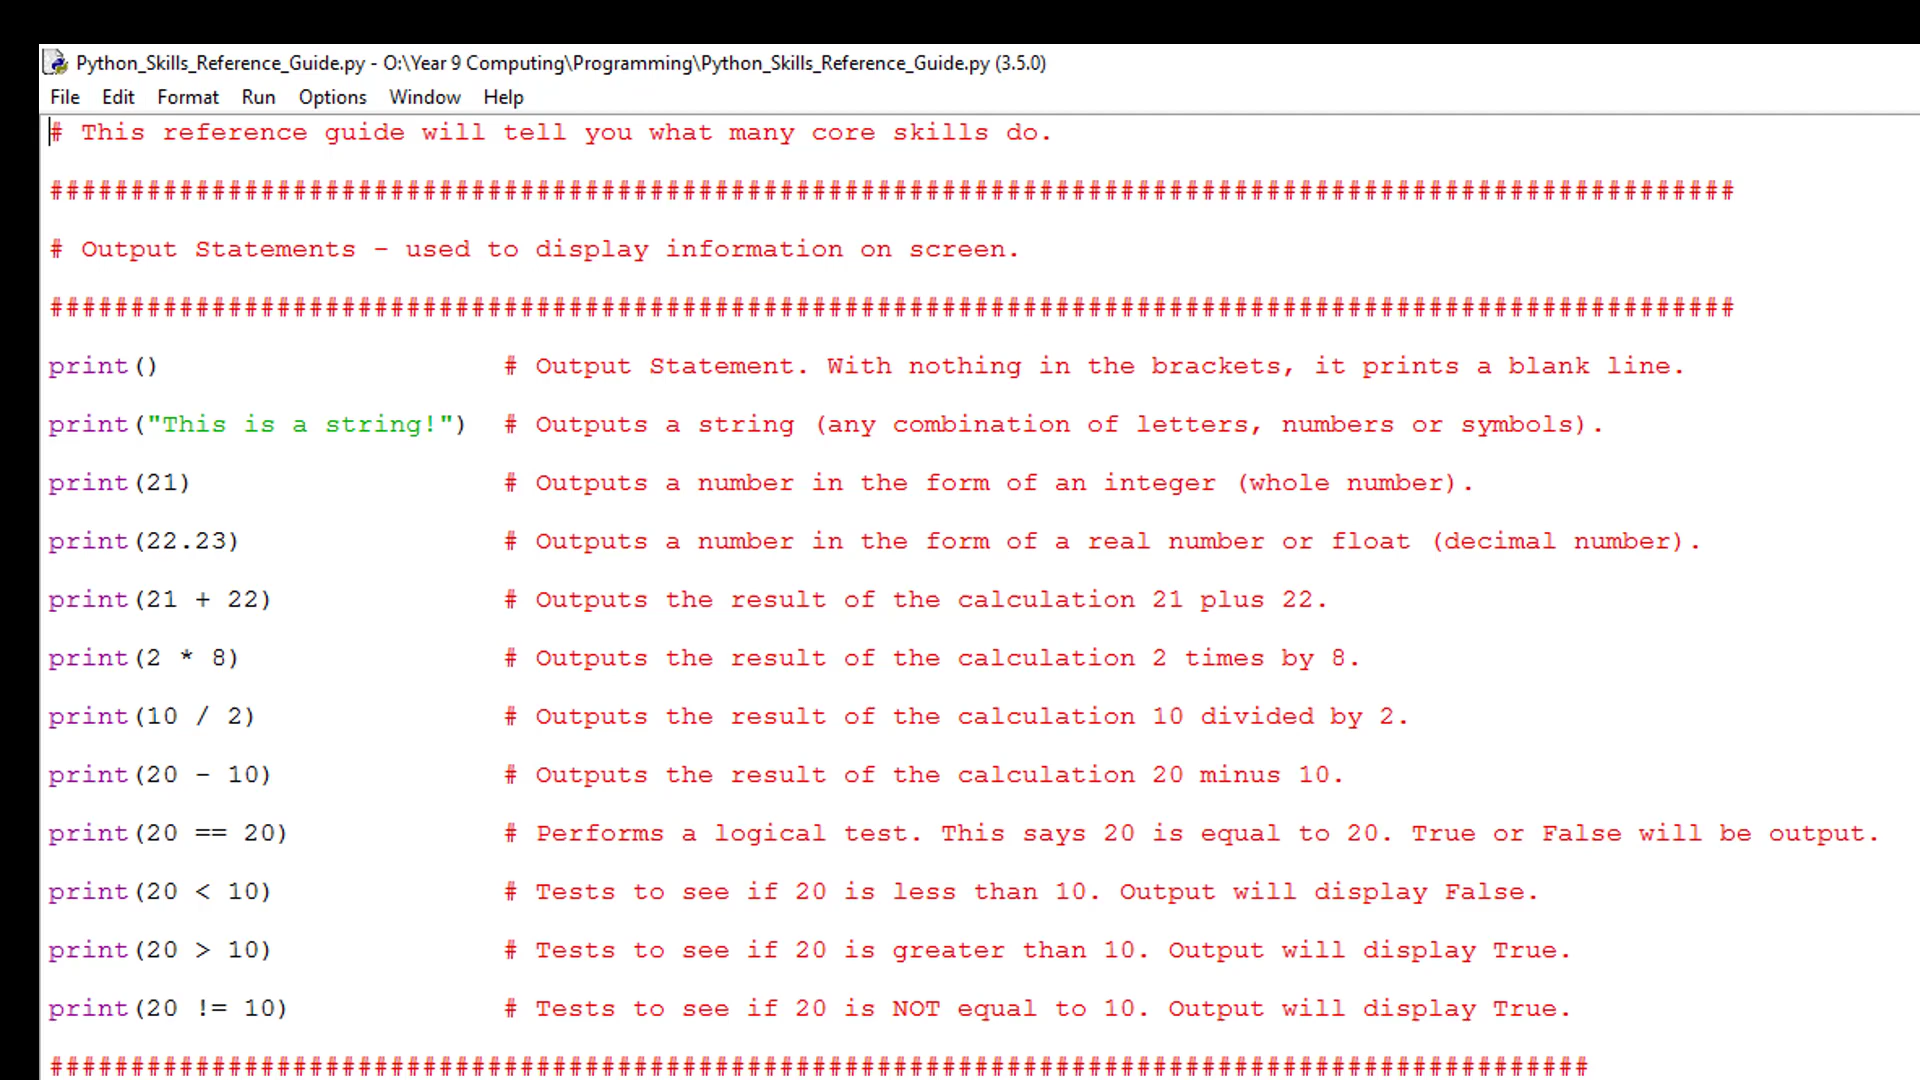 Python_Skills_Reference_Guide.py - O:\Year 9 Computing\Programming\Python_Skills_Reference_Guide.py (3.5.0)
File Edit Format Run Options Window Help
# This reference guide will tell you what many core skills do.
########################################################################################################
# Output Statements - used to display information on screen.
########################################################################################################
print() # Output Statement. With nothing in the brackets, it prints a blank line.
print("This is a string!") # Outputs a string (any combination of letters, numbers or symbols).
print(21) # Outputs a number in the form of an integer (whole number).
print(22.23) # Outputs a number in the form of a real number or float (decimal number).
print(21 + 22) # Outputs the result of the calculation 21 plus 22.
print(2 * 8) # Outputs the result of the calculation 2 times by 8.
print(10 / 2) # Outputs the result of the calculation 10 divided by 2.
print(20 - 10) # Outputs the result of the calculation 20 minus 10.
print(20 == 20) # Performs a logical test. This says 20 is equal to 20. True or False will be output.
print(20 < 10) # Tests to see if 20 is less than 10. Output will display False.
print(20 > 10) # Tests to see if 20 is greater than 10. Output will display True.
print(20 != 10) # Tests to see if 20 is NOT equal to 10. Output will display True.
###############################################################################################